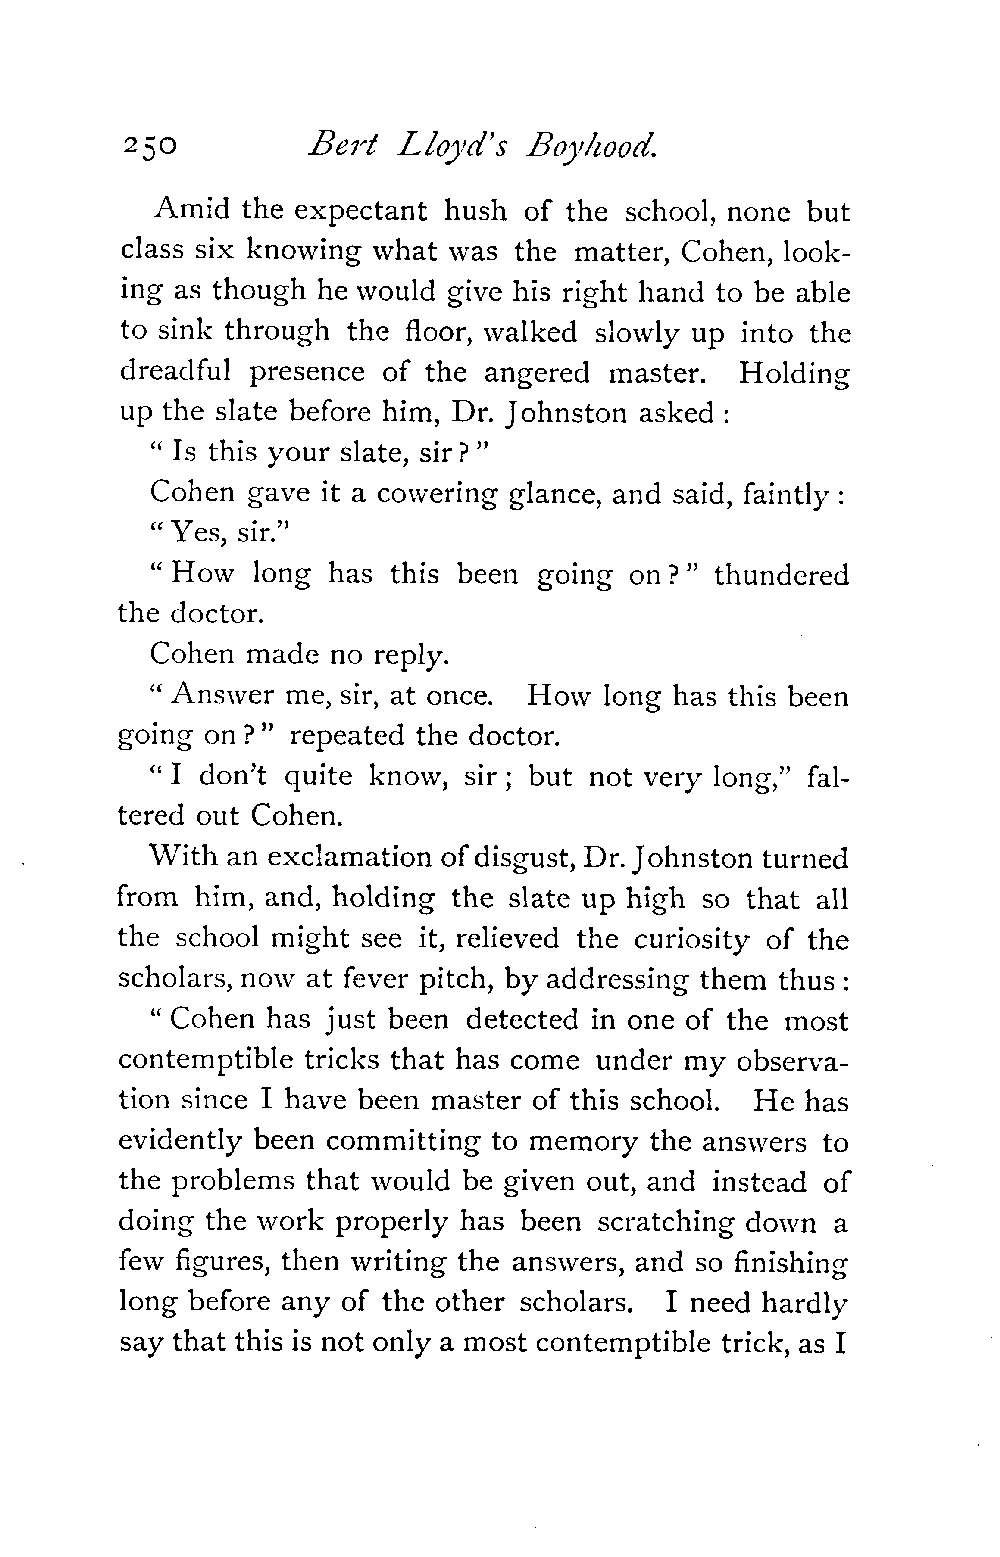 250 Bert Lloyd's Boyhood.
Amid the expectant hush of the school, none but
class six knowing what was the matter, Cohen, look-
ing as though he would give his right hand to be able
to sink through the floor, walked slowly up into the
dreadful presence of the angered master. Holding
up the slate before him, Dr. Johnston asked :
“ Is this your slate, sir ? ”
Cohen gave it a cowering glance, and said, faintly :
“ Yes, sir.”
“ How long has this been going on ? ” thundered
the doctor.
Cohen made no reply.
“ Answer me, sir, at once. How long has this been
going on ? ” repeated the doctor.
“ I don't quite know, sir ; but not very long,” fal-
tered out Cohen.
With an exclamation of disgust, Dr. Johnston turned
from him, and, holding the slate up high so that all
the school might see it, relieved the curiosity of the
scholars, now at fever pitch, by addressing them thus :
“ Cohen has just been detected in one of the most
contemptible tricks that has come under my observa-
tion since I have been master of this school. He has
evidently been committing to memory the answers to
the problems that would be given out, and instead of
doing the work properly has been scratching down a
few figures, then writing the answers, and so finishing
long before any of the other scholars. I need hardly
say that this is not only a most contemptible trick, as I